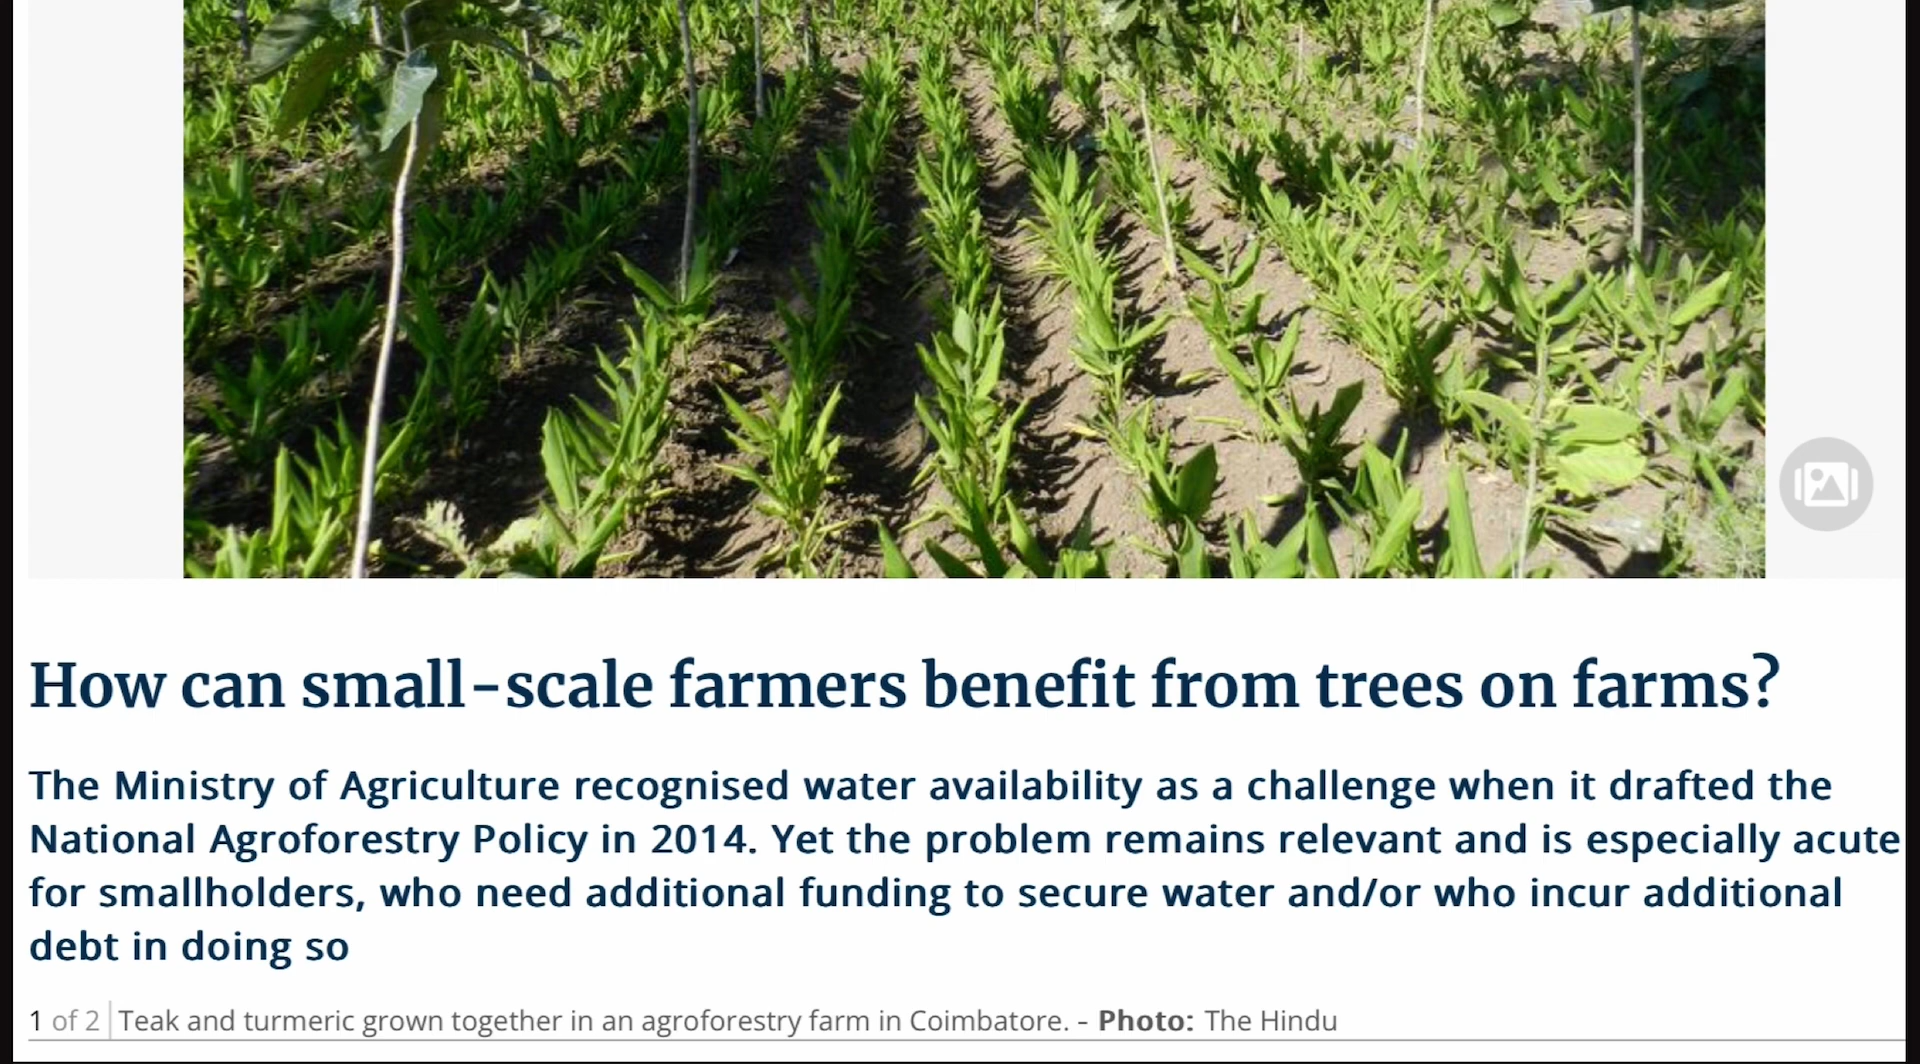 How can small-scale farmers benefit from trees on farms?
The Ministry of Agriculture recognised water availability as a challenge when it drafted the
National Agroforestry Policy in 2014. Yet the problem remains relevant and is especially acute
for smallholders, who need additional funding to secure water and/or who incur additional
debt in doing so
1 of 2 Teak and turmeric grown together in an agroforestry farm in Coimbatore. - Photo: The Hindu